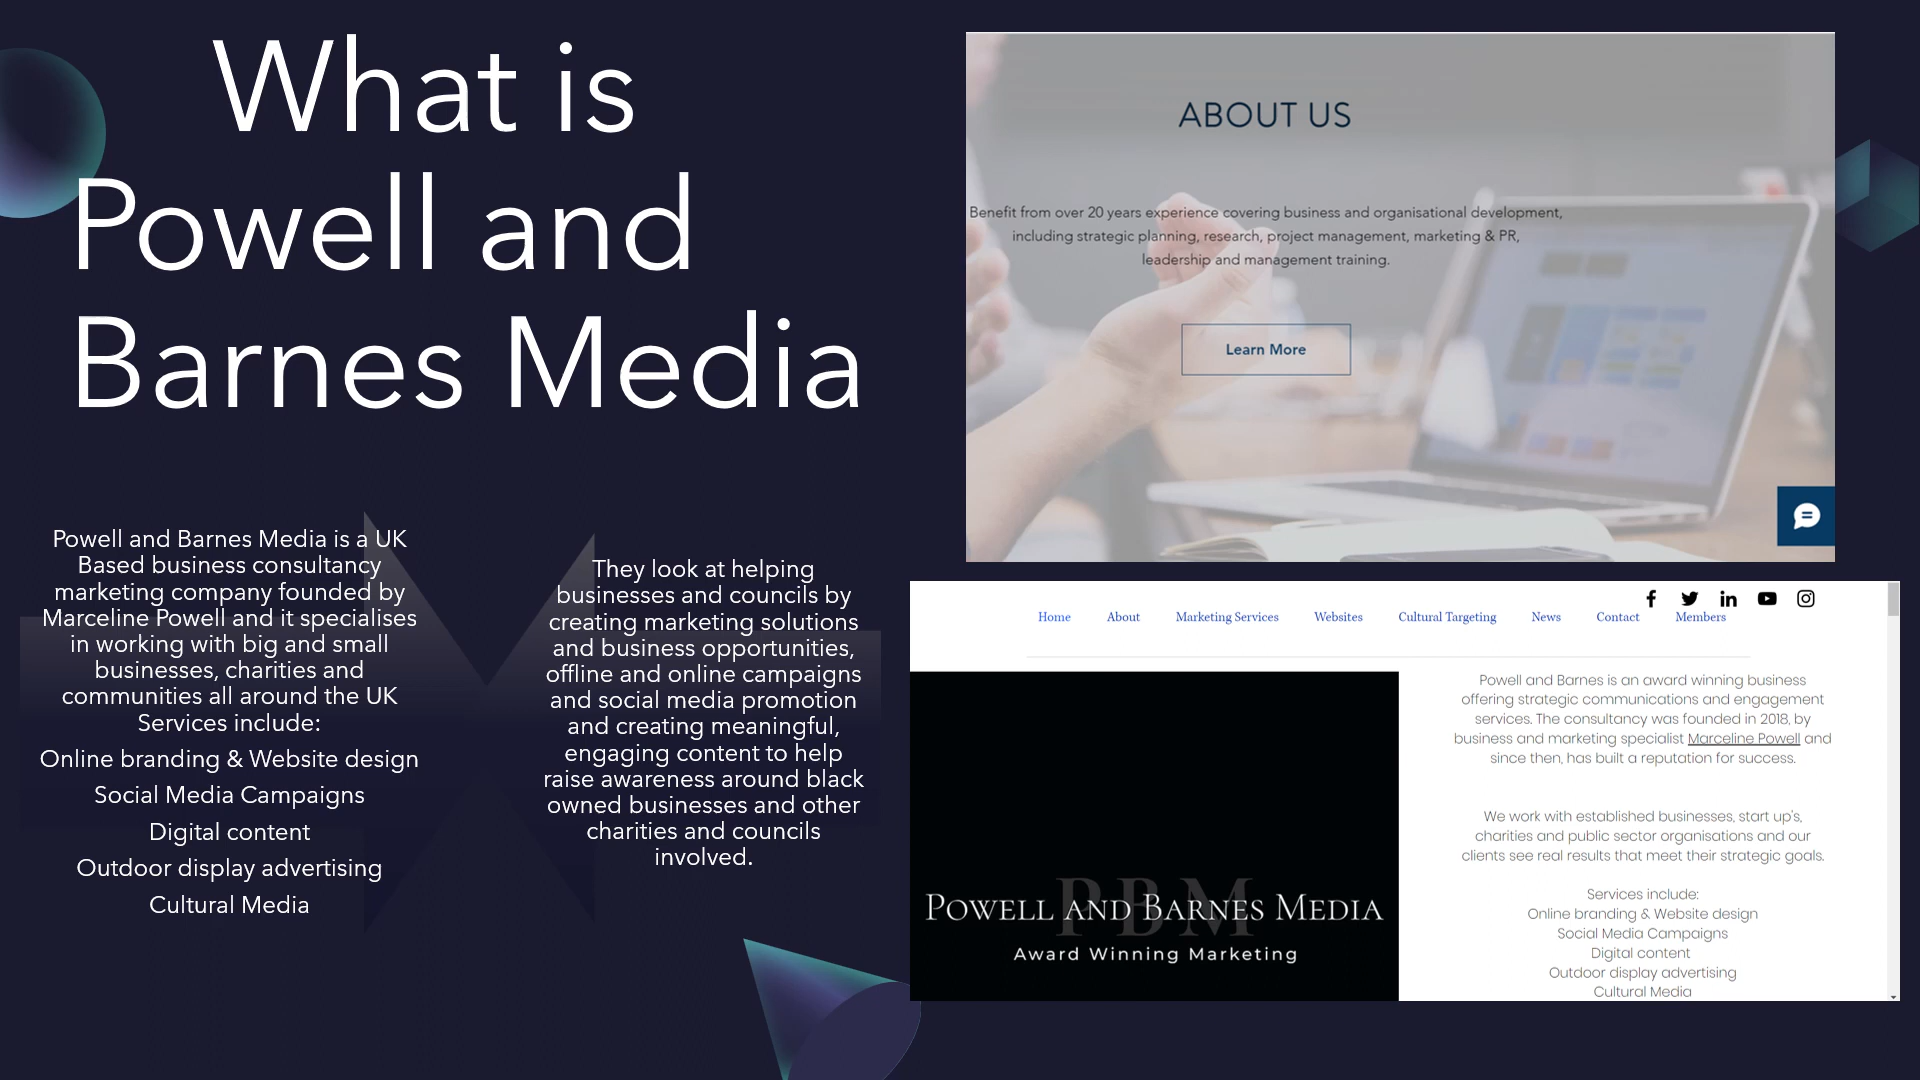 What is
Powell and
Barnes Media
Powell and Barnes Media is a UK
Based business consultancy
marketing company founded by
Marceline Powell and it specialises
in working with big and small
businesses, charities and
communities all around the UK
Services include:
Online branding & Website design
Social Media Campaigns
Digital content
Outdoor display advertising
Cultural Media
They look at helping
businesses and councils by
creating marketing solutions
and business opportunities,
offline and online campaigns
and social media promotion
and creating meaningful,
engaging content to help
raise awareness around black
owned businesses and other
charities and councils
involved.
ABOUT US
Benefit from over 20 years experience covering business and organisational development,
including strategic planning, research, project management, marketing & PR,
leadership and management training.
Learn More
Home About Marketing Services Websites Cultural Targeting News Contact Members
PBM
POWELL AND BARNES MEDIA
Award Winning Marketing
Powell and Barnes is an award winning business
offering strategic communications and engagement
services. The consultancy was founded in 2018, by
business and marketing specialist Marceline Powell and
since then, has built a reputation for success.
We work with established businesses, start up's,
charities and public sector organisations and our
clients see real results that meet their strategic goals.
Services include:
Online branding & Website design
Social Media Campaigns
Digital content
Outdoor display advertising
Cultural Media